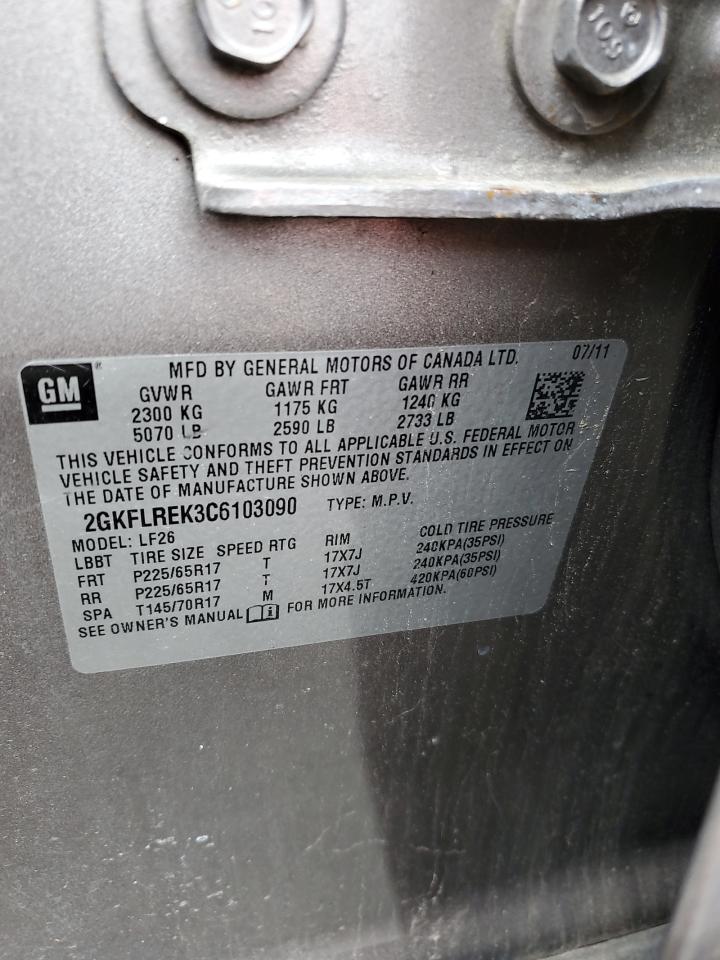 10
109
GM
MFD BY GENERAL MOTORS OF CANADA LTD. 07/11
GVWR GAWR FRT GAWR RR
2300 KG 1175 KG 1240 KG
5070 LB 2590 LB 2733 LB
THIS VEHICLE CONFORMS TO ALL APPLICABLE U.S. FEDERAL MOTOR
VEHICLE SAFETY AND THEFT PREVENTION STANDARDS IN EFFECT ON
THE DATE OF MANUFACTURE SHOWN ABOVE.
2GKFLREK3C6103090 TYPE: M.P.V.
MODEL: LF26
LBBT TIRE SIZE SPEED RTG RIM COLD TIRE PRESSURE
FRT P225/65R17 T 17X7J 240KPA(35PSI)
RR P225/65R17 T 17X7J 240KPA(35PSI)
SPA T145/70R17 M 17X4.5T 420KPA(60PSI)
SEE OWNER'S MANUAL FOR MORE INFORMATION.